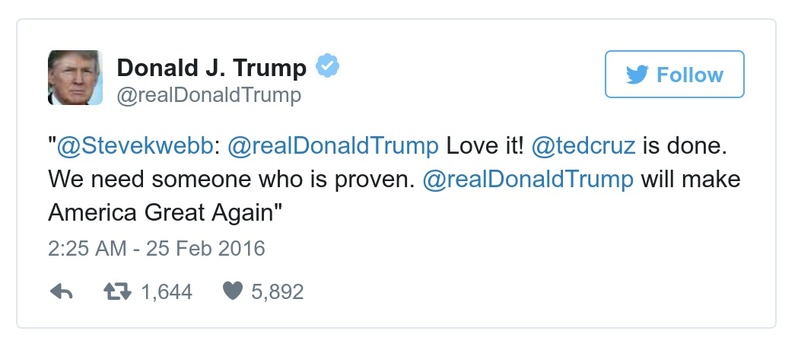 Donald J. Trump
@realDonaldTrump
Follow
"@Stevekwebb: @realDonaldTrump Love it! @tedcruz is done.
We need someone who is proven. @realDonaldTrump will make
America Great Again"
2:25 AM - 25 Feb 2016
1,644 5,892